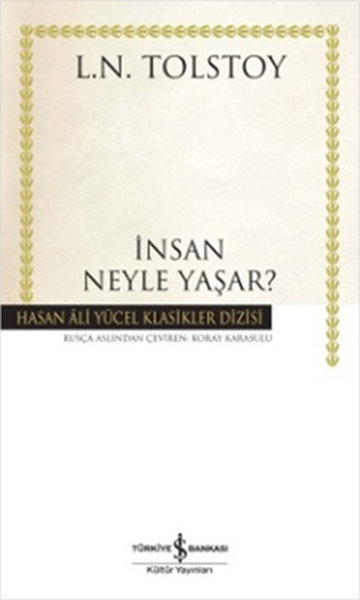 L.N. TOLSTOY
İNSAN
NEYLE YAŞAR?
HASAN ÂLİ YÜCEL KLASİKLER DİZİSİ
RUSÇA ASLINDAN ÇEVİREN: KORAY KARASULU
TÜRKİYE İŞ BANKASI
Kültür Yayınları